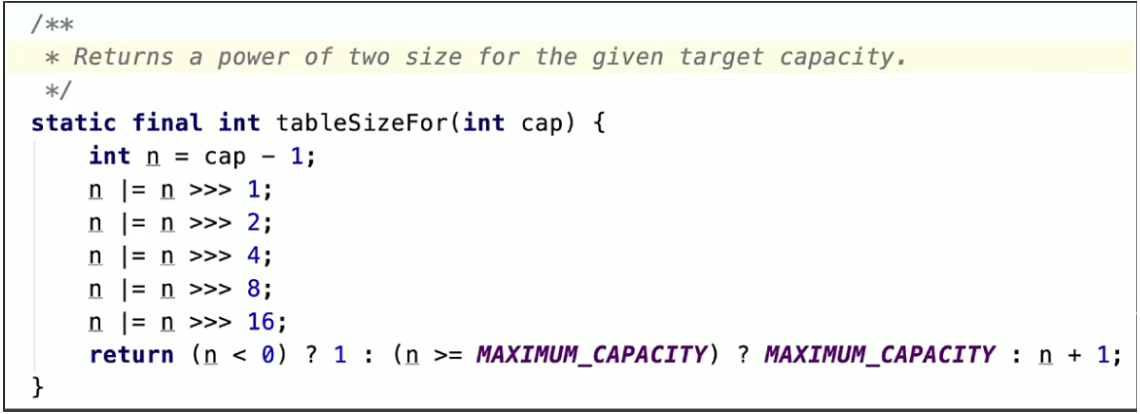 /**
 * Returns a power of two size for the given target capacity.
 */
static final int tableSizeFor(int cap) {
    int n = cap - 1;
    n |= n >>> 1;
    n |= n >>> 2;
    n |= n >>> 4;
    n |= n >>> 8;
    n |= n >>> 16;
    return (n < 0) ? 1 : (n >= MAXIMUM_CAPACITY) ? MAXIMUM_CAPACITY : n + 1;
}